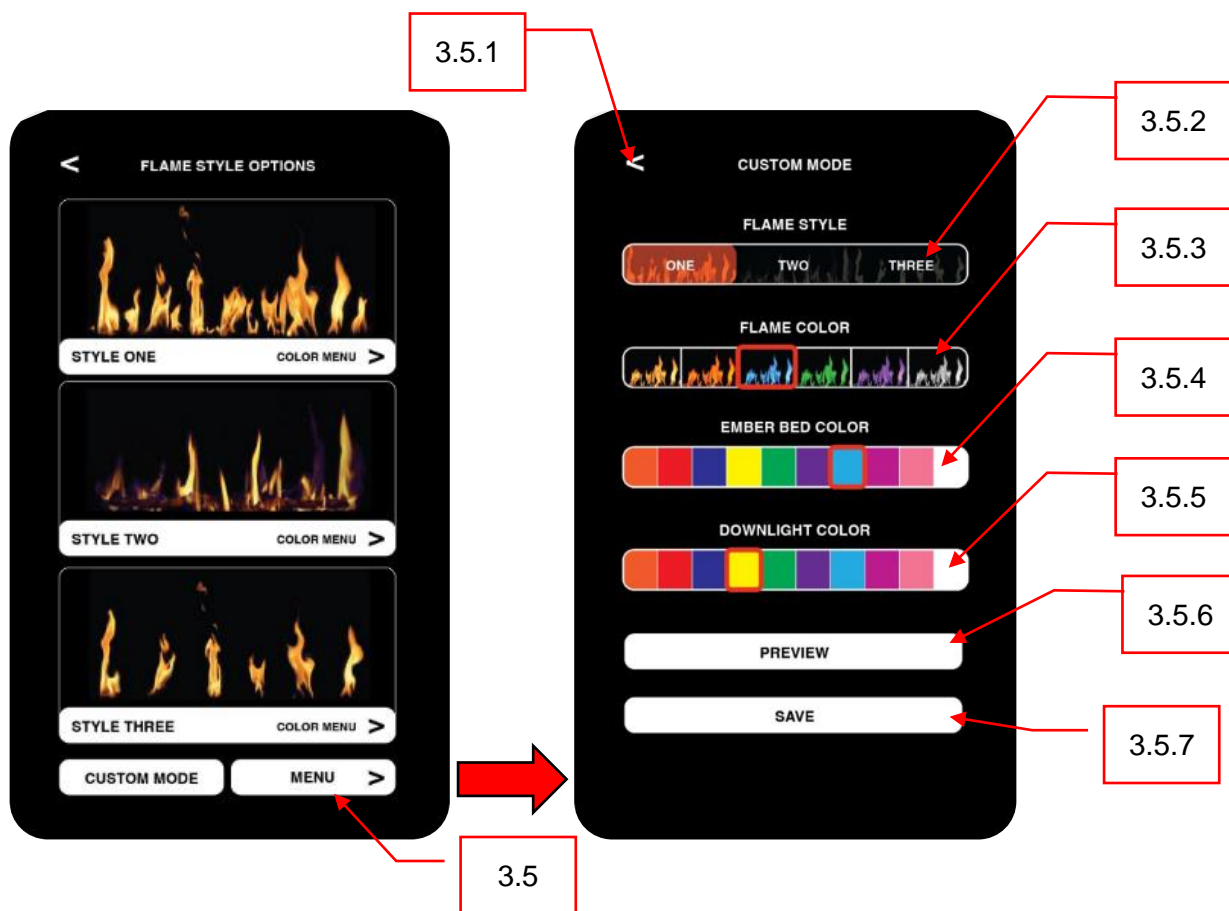 3.5.1
3.5.2
3.5.3
3.5.4
3.5.5
3.5.6
3.5.7
3.5
< FLAME STYLE OPTIONS
STYLE ONE COLOR MENU >
STYLE TWO COLOR MENU >
STYLE THREE COLOR MENU >
CUSTOM MODE MENU >
< CUSTOM MODE
FLAME STYLE
ONE TWO THREE
FLAME COLOR
EMBER BED COLOR
DOWNLIGHT COLOR
PREVIEW
SAVE